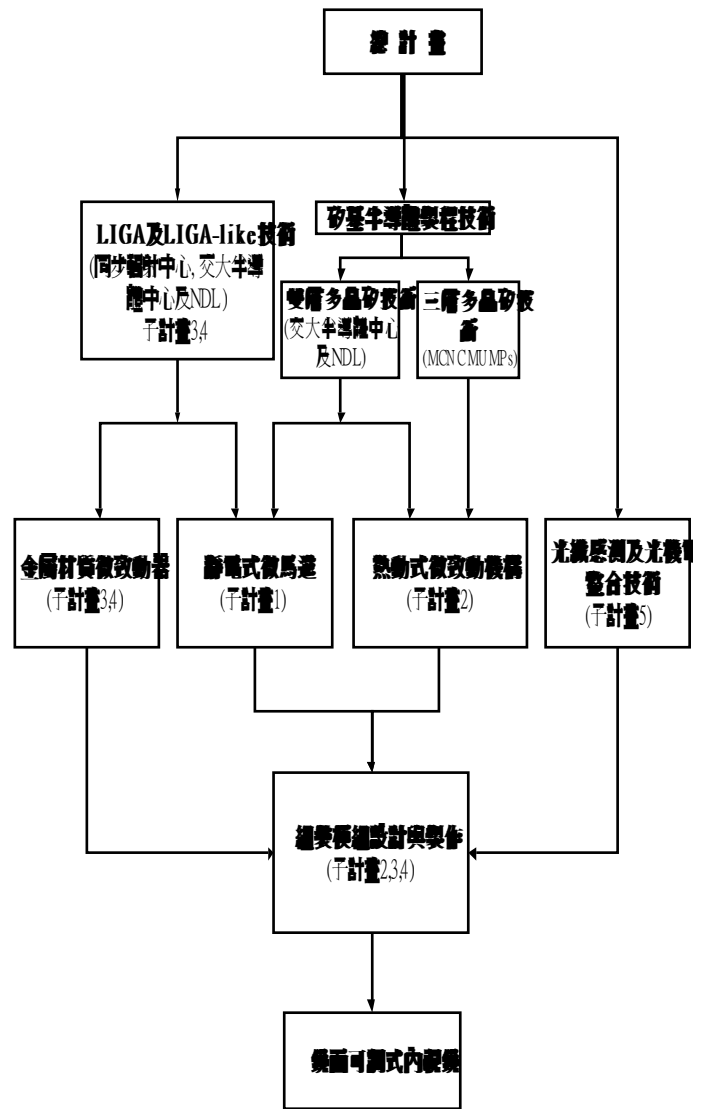 總 計 畫
LIGA及LIGA-like技術
(同步輻射中心, 交大半導
體中心及NDL)
子計畫3,4
矽基半導體製程技術
雙層多晶矽技術
(交大半導體中心
及NDL)
三層多晶矽技
術
(MCNC MUMPs)
金屬材質微致動器
(子計畫3,4)
靜電式微馬達
(子計畫1)
熱動式微致動機構
(子計畫2)
光纖感測及光機電
整合技術
(子計畫5)
細變模組設計與製作
(子計畫2,3,4)
鏡面可調式內視鏡